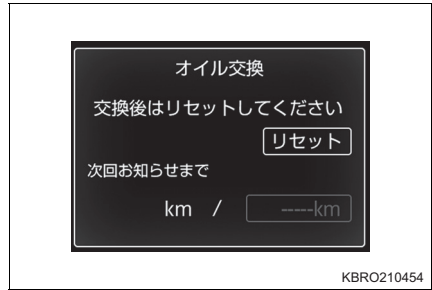 オイル交換
交換後はリセットしてください
リセット
次回お知らせまで
km / -----km
KBRO210454